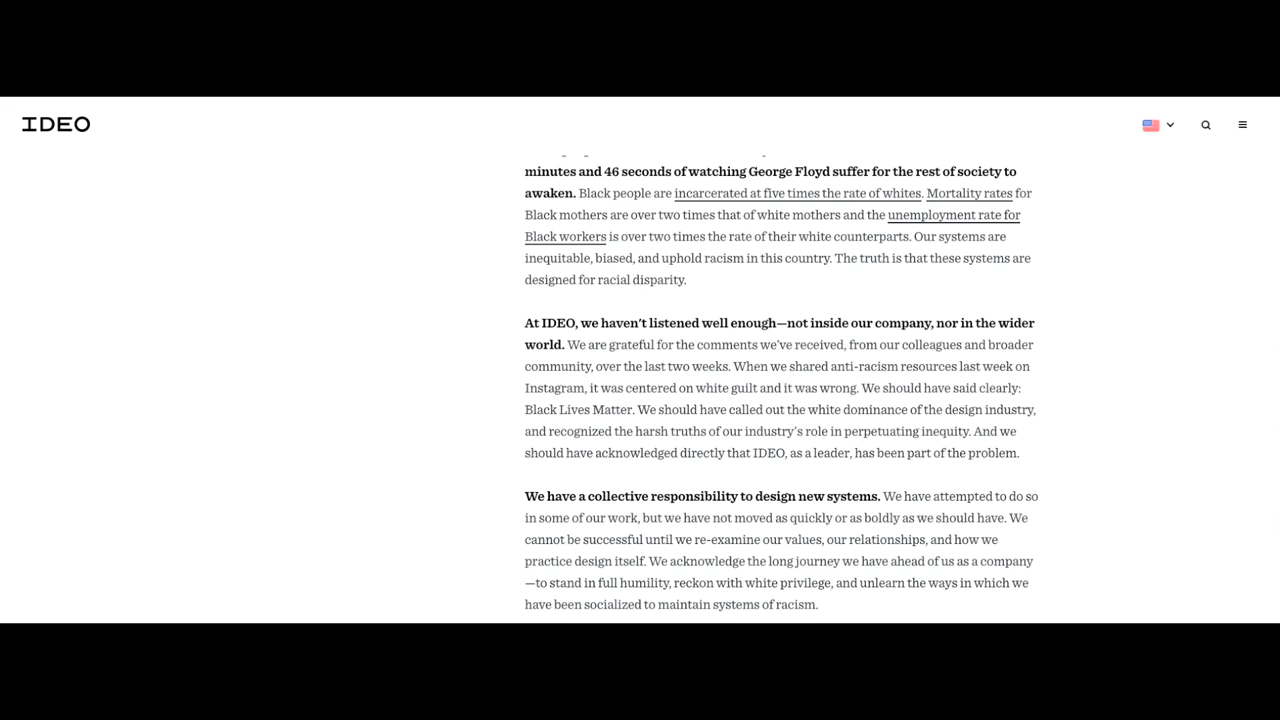 IDEO
minutes and 46 seconds of watching George Floyd suffer for the rest of society to
awaken. Black people are incarcerated at five times the rate of whites. Mortality rates for
Black mothers are over two times that of white mothers and the unemployment rate for
Black workers is over two times the rate of their white counterparts. Our systems are
inequitable, biased, and uphold racism in this country. The truth is that these systems are
designed for racial disparity.
At IDEO, we haven't listened well enough—not inside our company, nor in the wider
world. We are grateful for the comments we've received, from our colleagues and broader
community, over the last two weeks. When we shared anti-racism resources last week on
Instagram, it was centered on white guilt and it was wrong. We should have said clearly:
Black Lives Matter. We should have called out the white dominance of the design industry,
and recognized the harsh truths of our industry's role in perpetuating inequity. And we
should have acknowledged directly that IDEO, as a leader, has been part of the problem.
We have a collective responsibility to design new systems. We have attempted to do so
in some of our work, but we have not moved as quickly or as boldly as we should have. We
cannot be successful until we re-examine our values, our relationships, and how we
practice design itself. We acknowledge the long journey we have ahead of us as a company
—to stand in full humility, reckon with white privilege, and unlearn the ways in which we
have been socialized to maintain systems of racism.